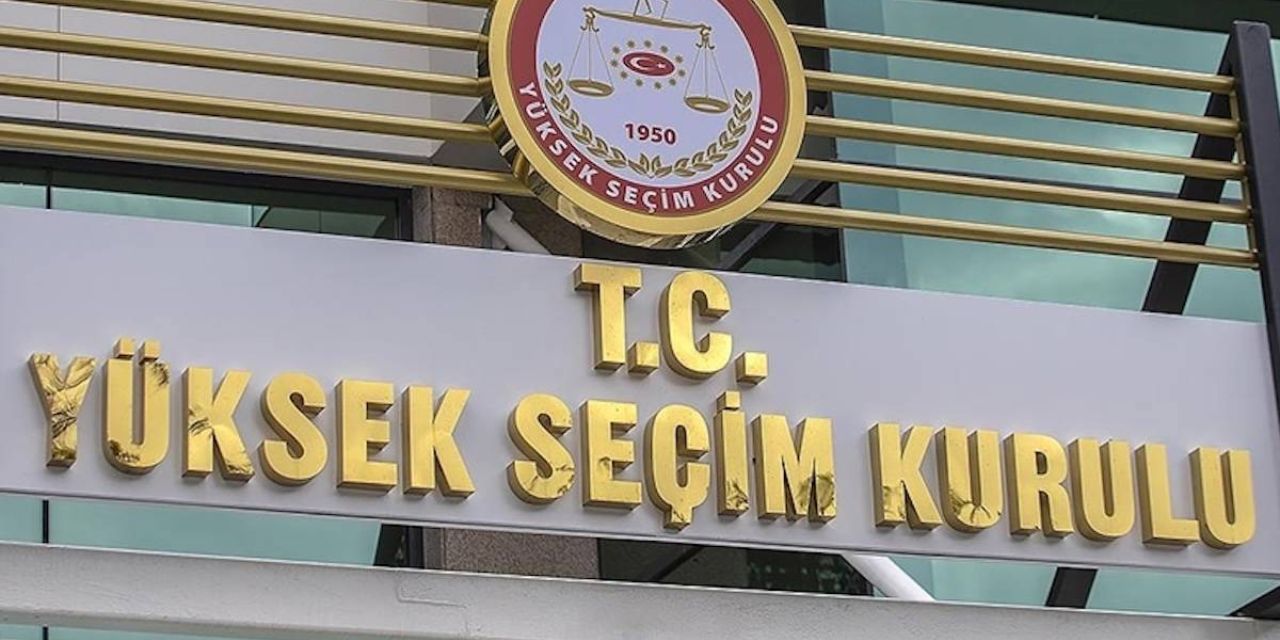 1950
YÜKSEK SEÇİM KURULU
T.C.
YÜKSEK SEÇİM KURULU